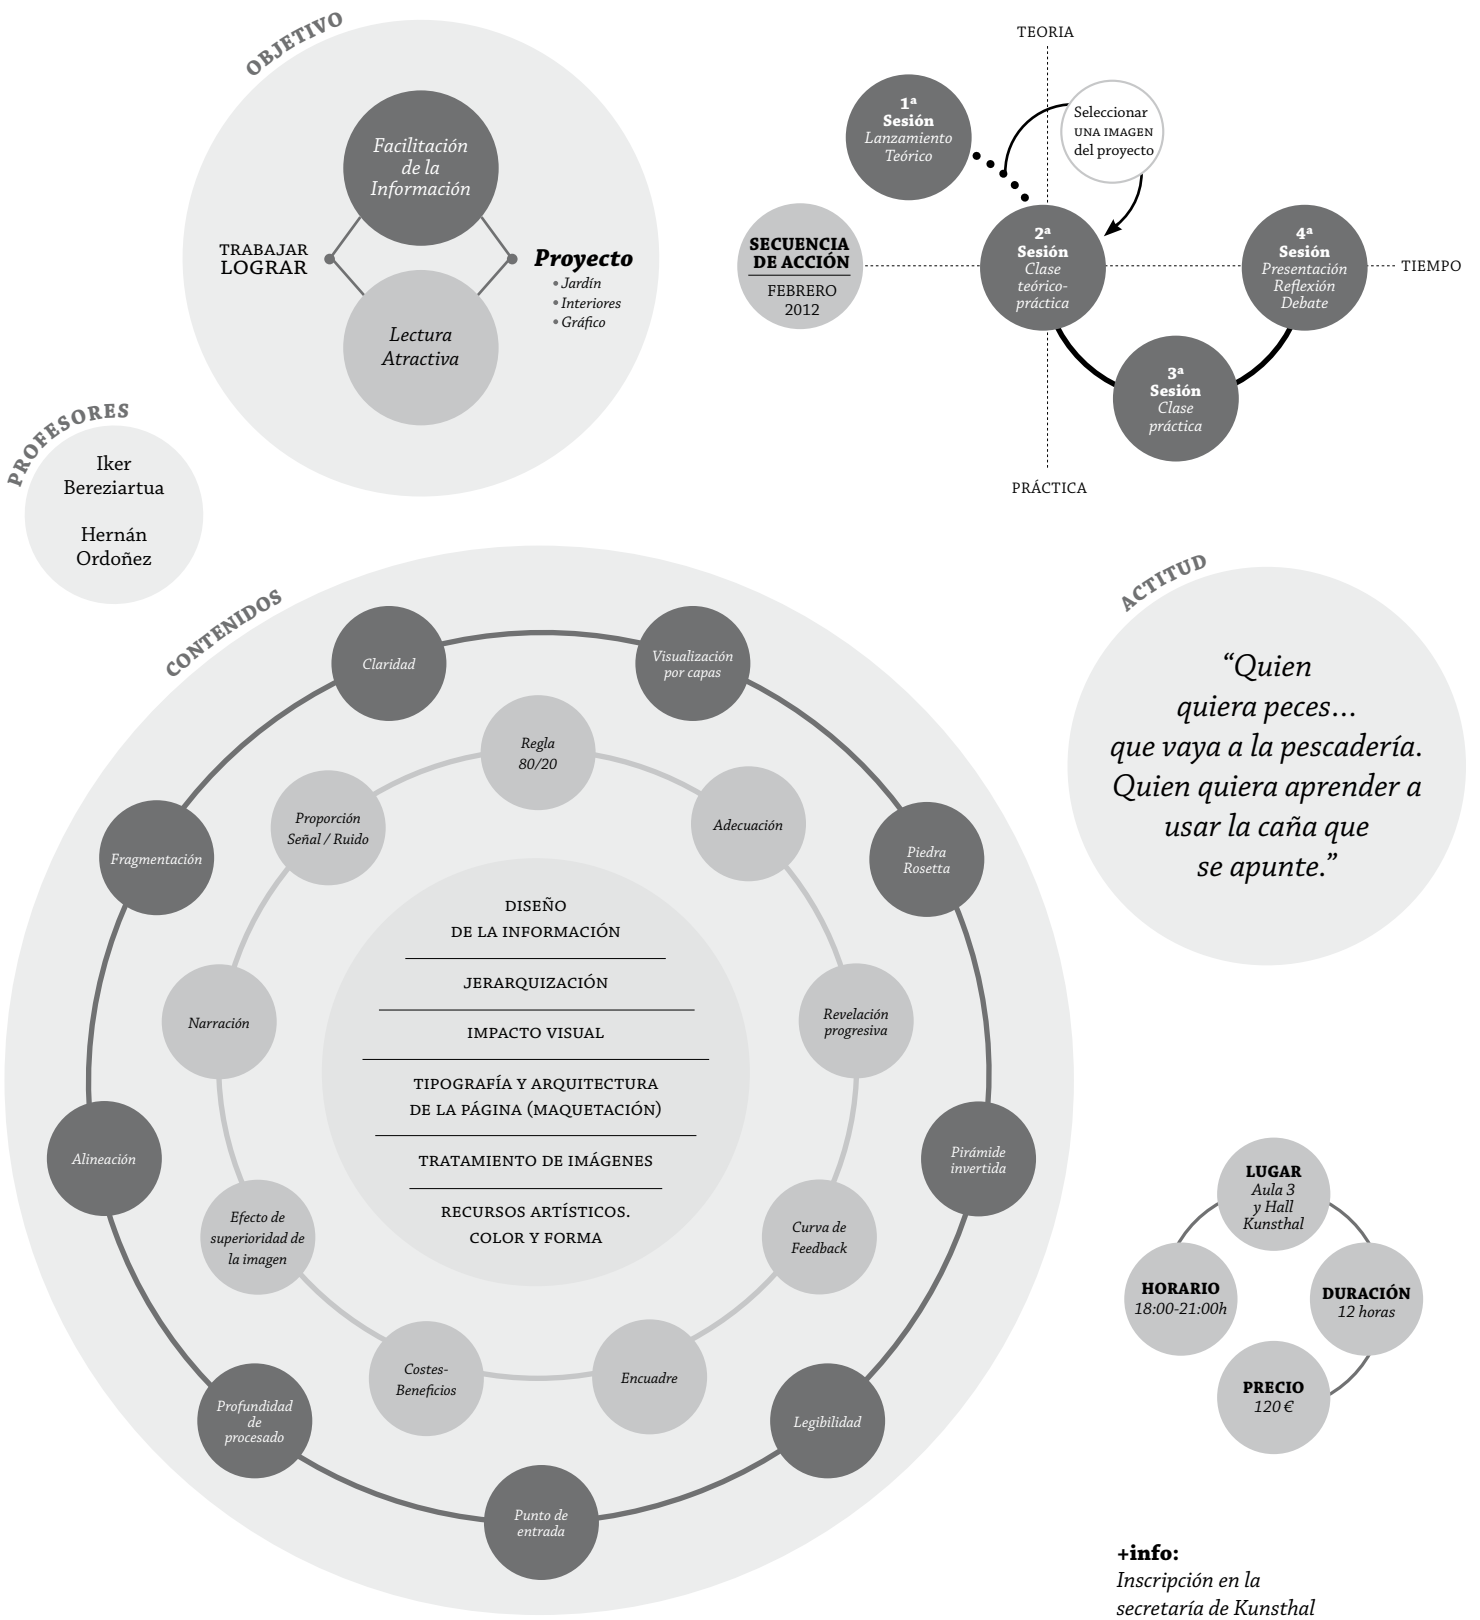 OBJETIVO
Facilitación
de la
Información
TRABAJAR
LOGRAR
Proyecto
• Jardín
• Interiores
• Gráfico
Lectura
Atractiva
TEORIA
1ª
Sesión
Lanzamiento
Teórico
Seleccionar
UNA IMAGEN
del proyecto
SECUENCIA
DE ACCIÓN
FEBRERO
2012
2ª
Sesión
Clase
teórico-
práctica
4ª
Sesión
Presentación
Reflexión
Debate
TIEMPO
3ª
Sesión
Clase
práctica
PRÁCTICA
PROFESORES
Iker
Bereziartua
Hernán
Ordoñez
CONTENIDOS
Claridad
Visualización
por capas
Piedra
Rosetta
Pirámide
invertida
Legibilidad
Punto de
entrada
Profundidad
de
procesado
Alineación
Fragmentación
Regla
80/20
Adecuación
Revelación
progresiva
Curva de
Feedback
Encuadre
Costes-
Beneficios
Efecto de
superioridad de
la imagen
Narración
Proporción
Señal / Ruido
DISEÑO
DE LA INFORMACIÓN
JERARQUIZACIÓN
IMPACTO VISUAL
TIPOGRAFÍA Y ARQUITECTURA
DE LA PÁGINA (MAQUETACIÓN)
TRATAMIENTO DE IMÁGENES
RECURSOS ARTÍSTICOS.
COLOR Y FORMA
ACTITUD
“Quien
quiera peces...
que vaya a la pescadería.
Quien quiera aprender a
usar la caña que
se apunte.”
LUGAR
Aula 3
y Hall
Kunsthal
HORARIO
18:00-21:00h
DURACIÓN
12 horas
PRECIO
120 €
+info:
Inscripción en la
secretaría de Kunsthal